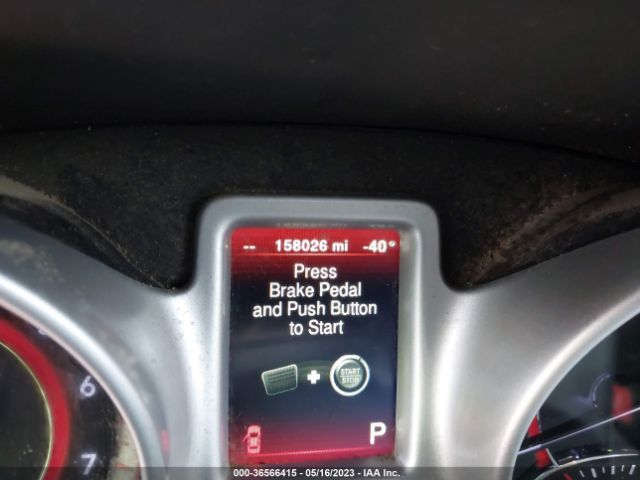 -- 158026 mi -40°
Press
Brake Pedal
and Push Button
to Start
+ START
STOP
P
6
7
000-36566415 - 05/16/2023 - IAA Inc.